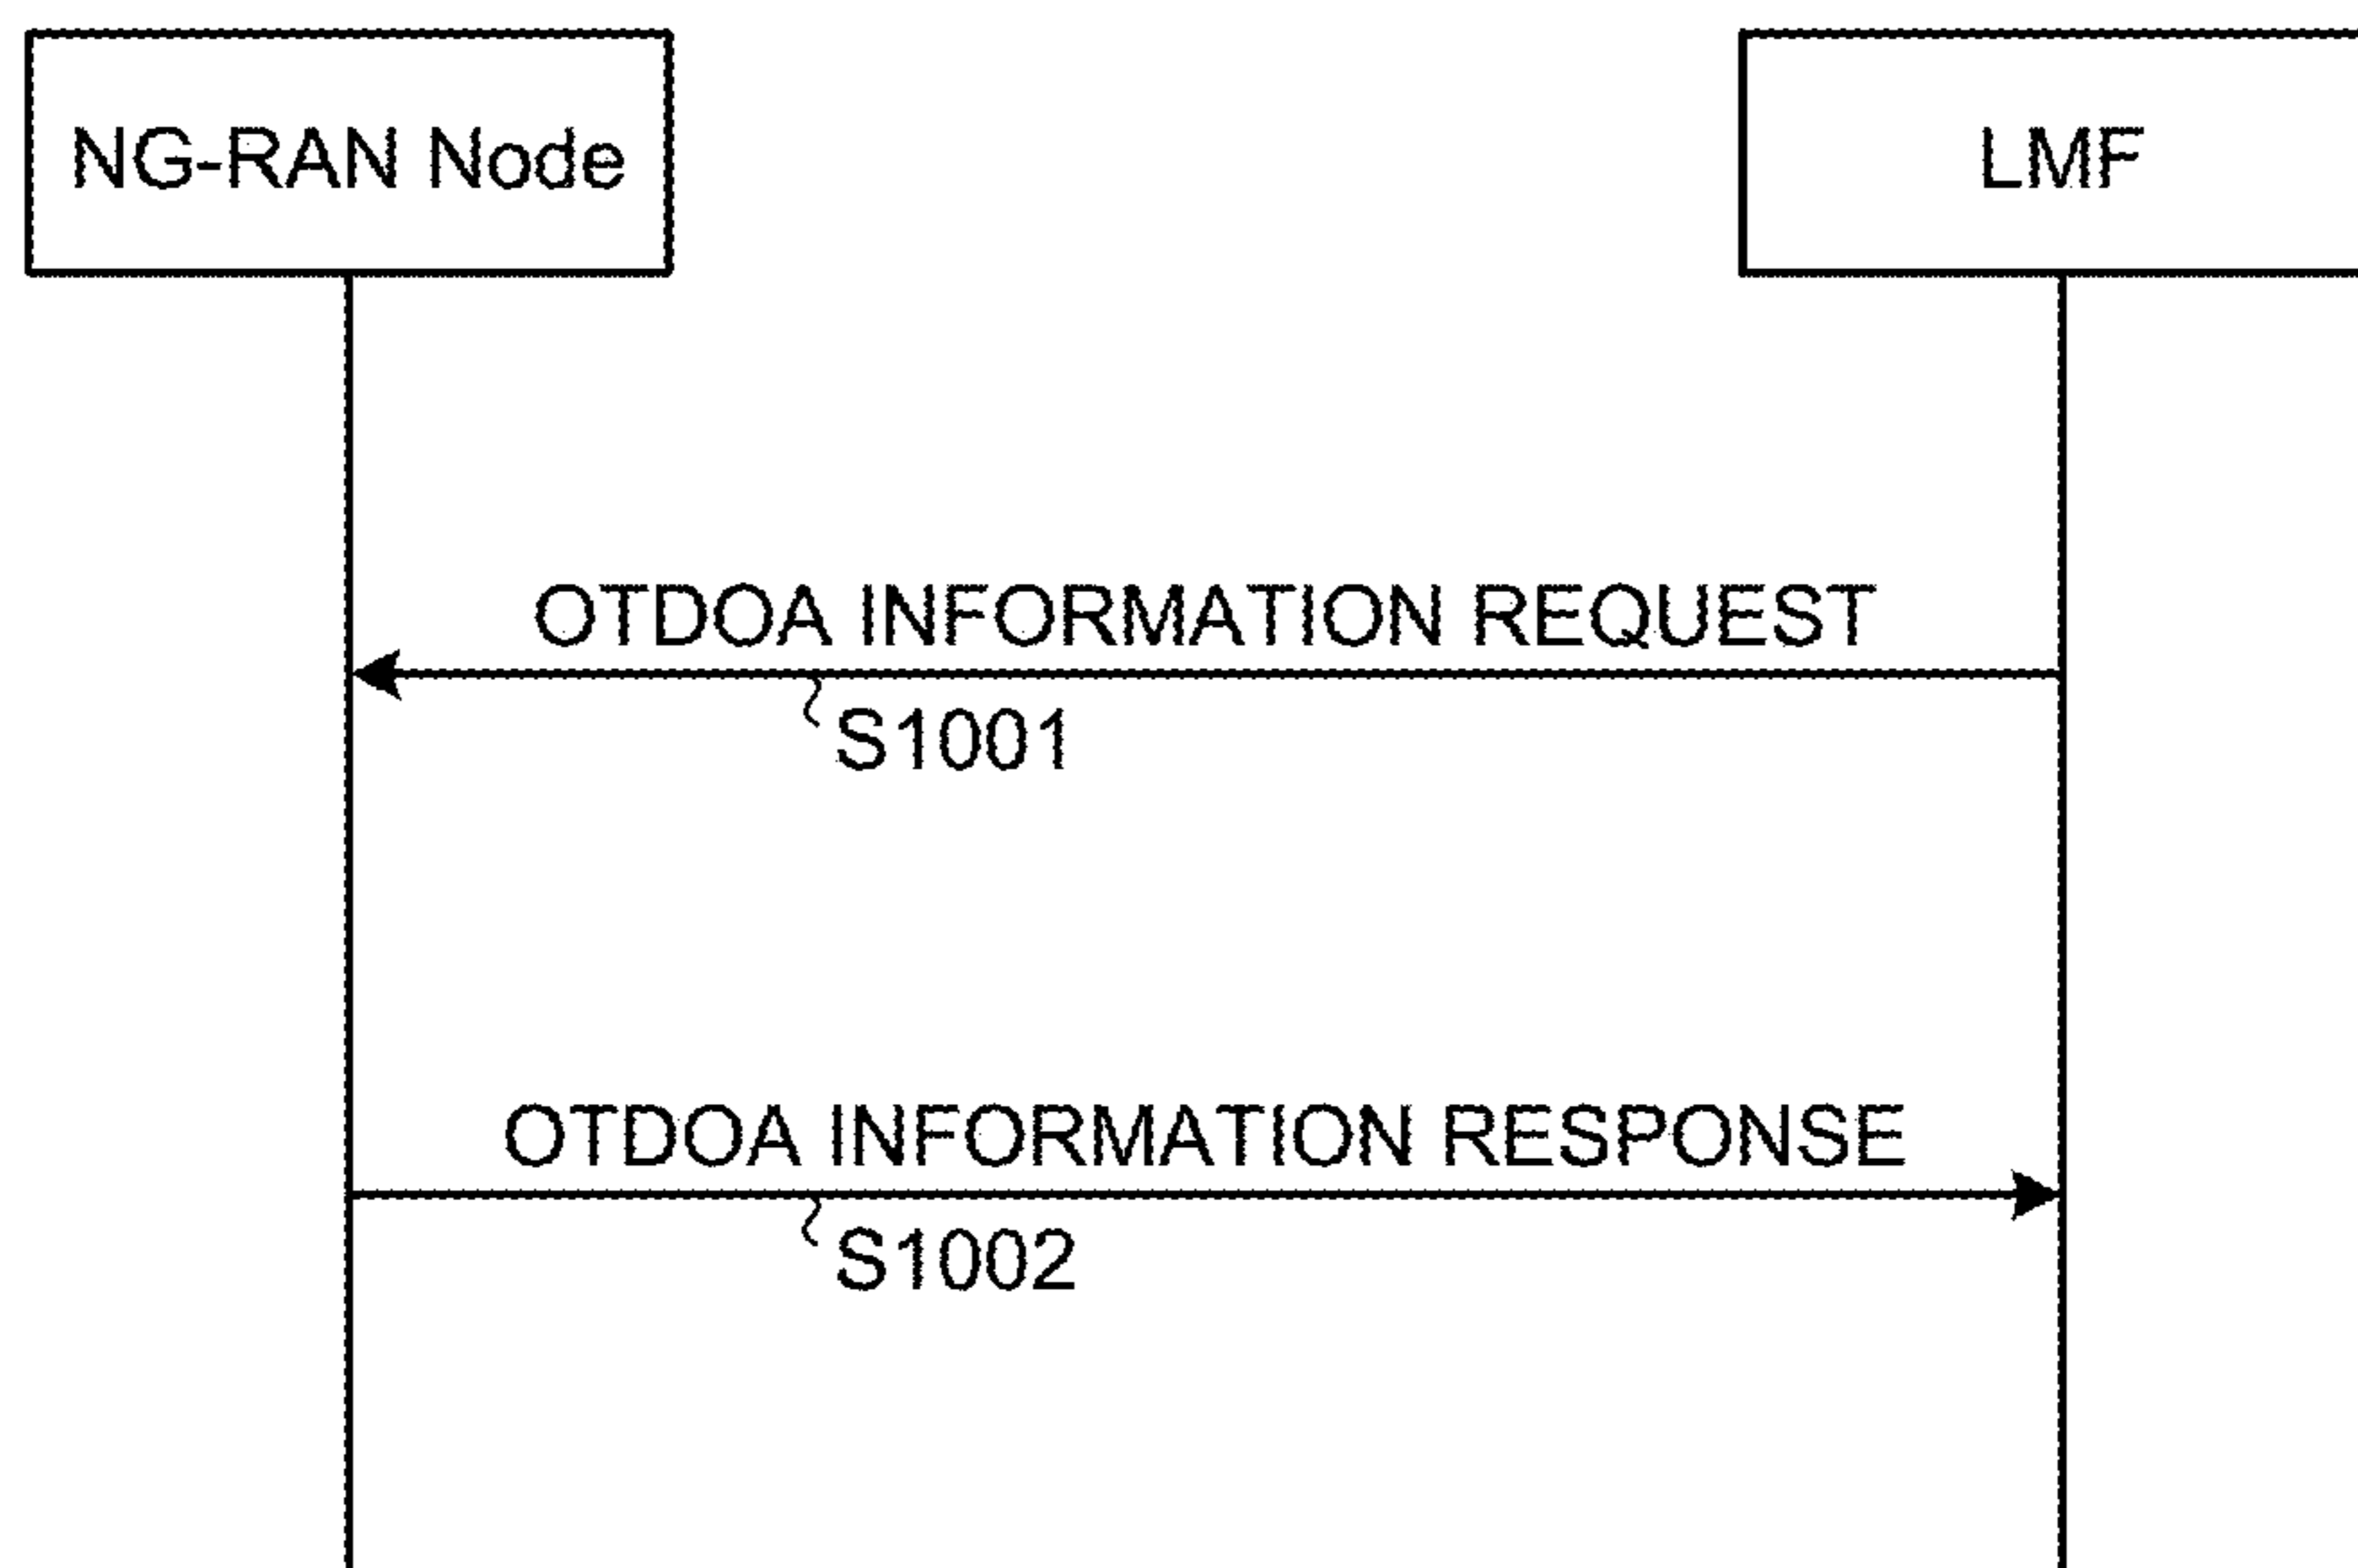 NG-RAN Node
LMF
OTDOA INFORMATION REQUEST
S1001
OTDOA INFORMATION RESPONSE
S1002